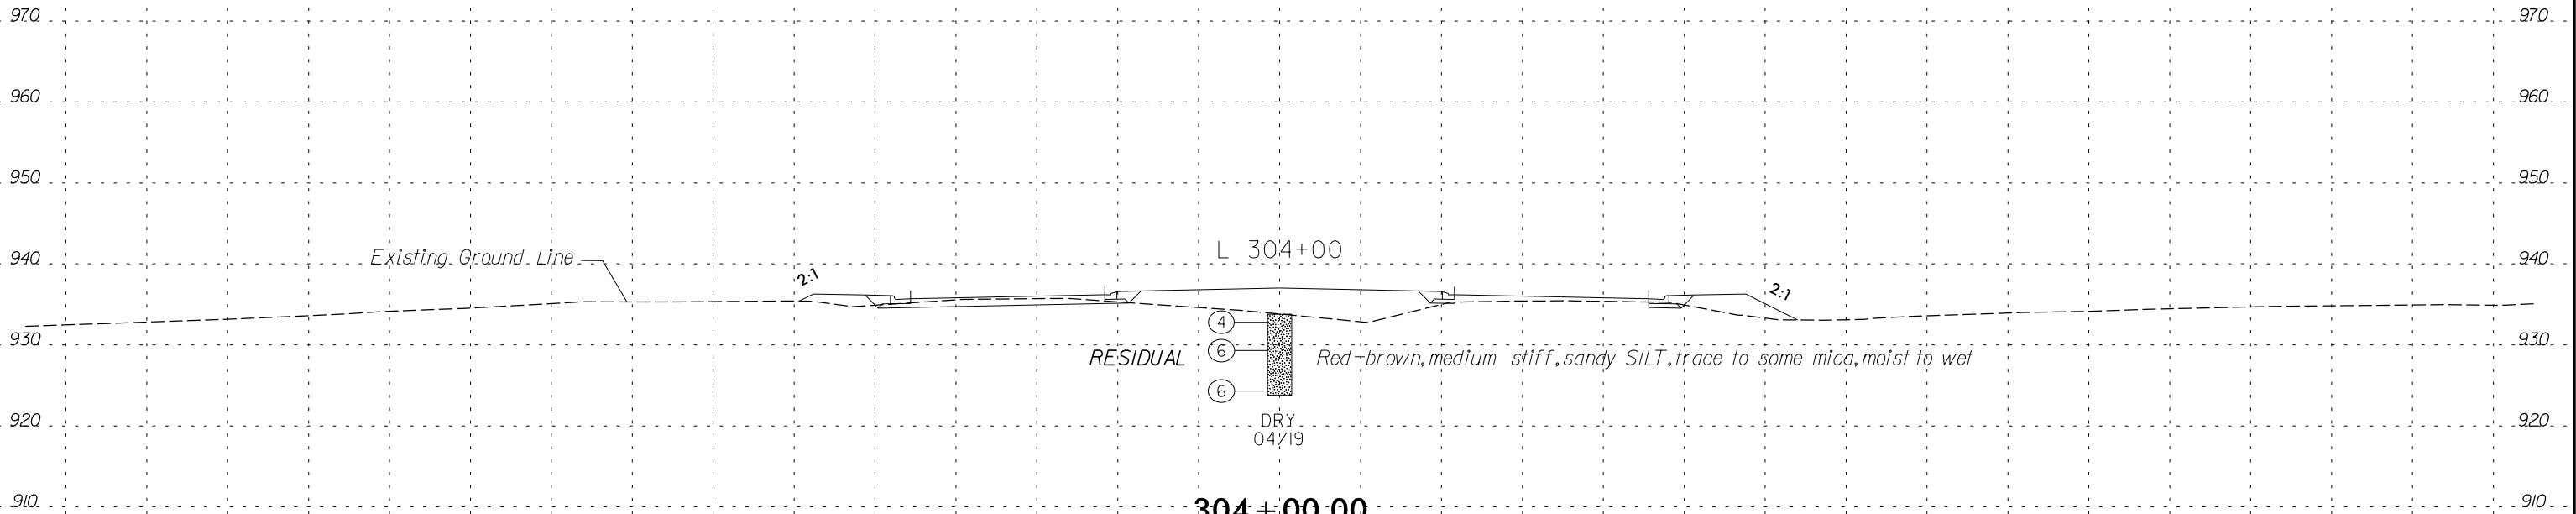 970 970
960 960
950 950
L 304+00
Existing Ground Line
940 940
2:1 2:1
4
930 930
RESIDUAL 6 Red-brown, medium stiff, sandy SILT, trace to some mica, moist to wet
6
920 DRY 920
04/19
910 304+00.00 910